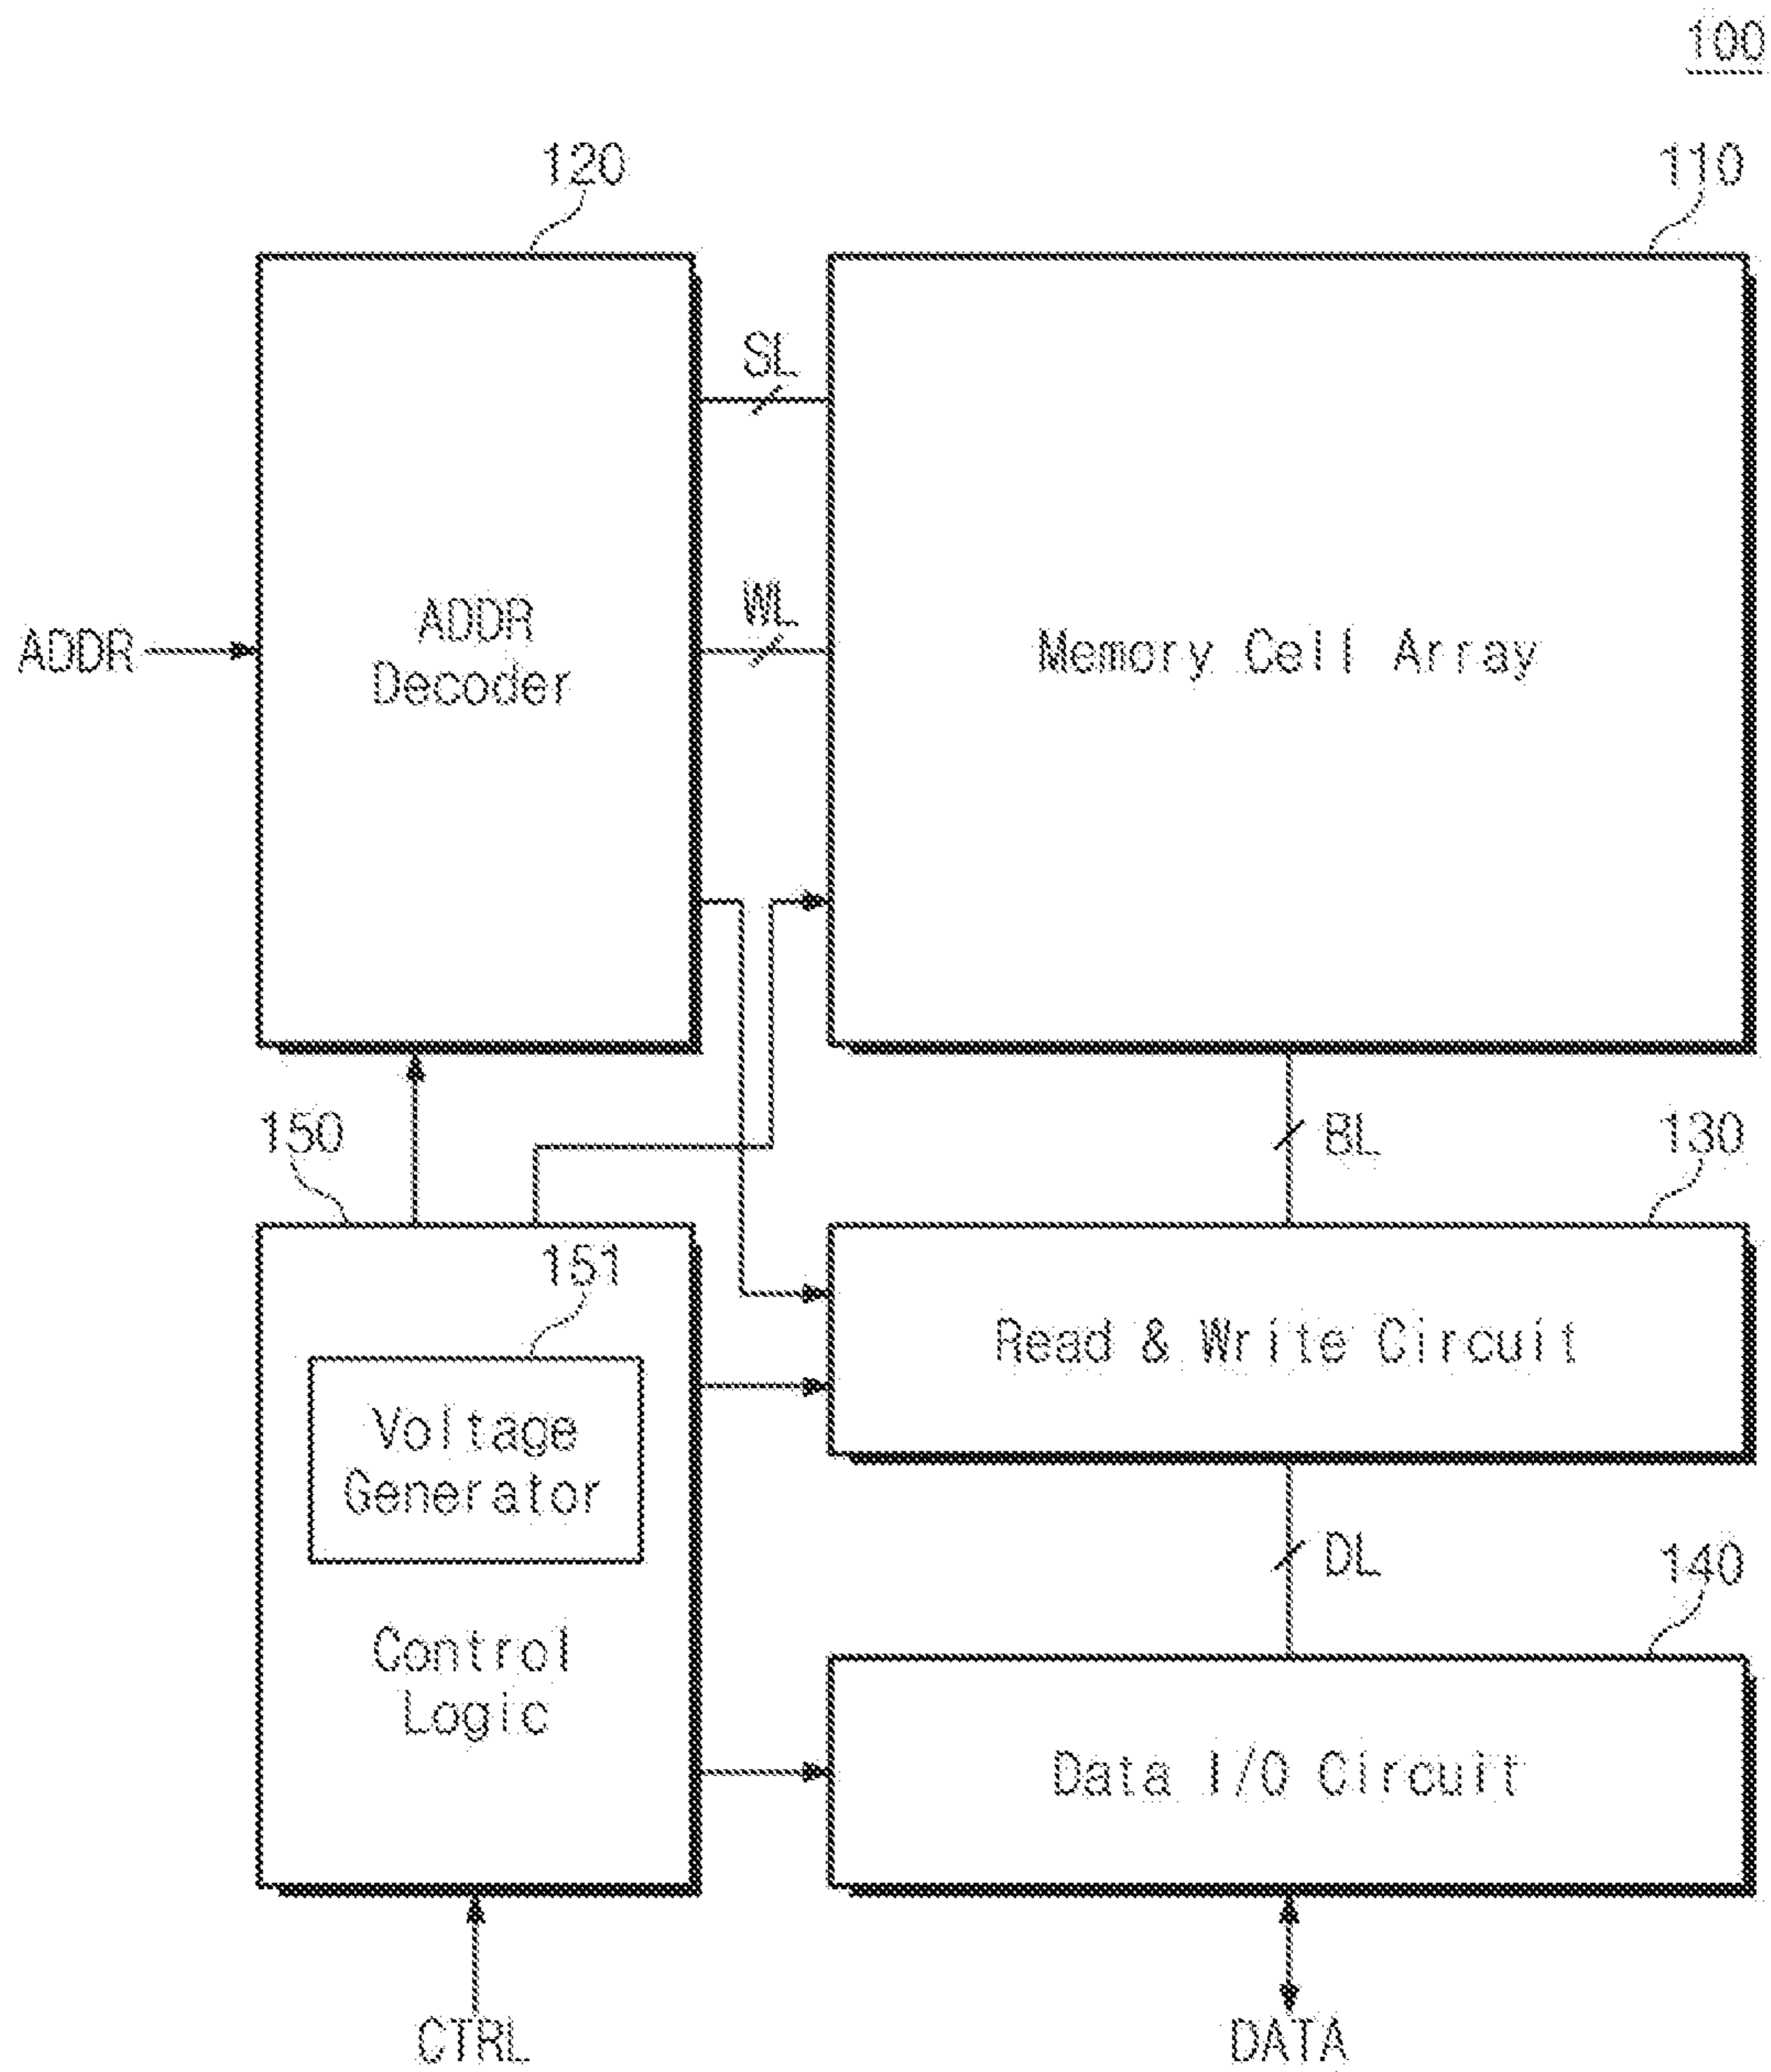 100
120
110
SL
WL
ADDR
ADDR
Decoder
Memory Cell Array
150
BL
130
151
Read & Write Circuit
Voltage
Generator
DL
140
Control
Logic
Data I/O Circuit
CTRL
DATA